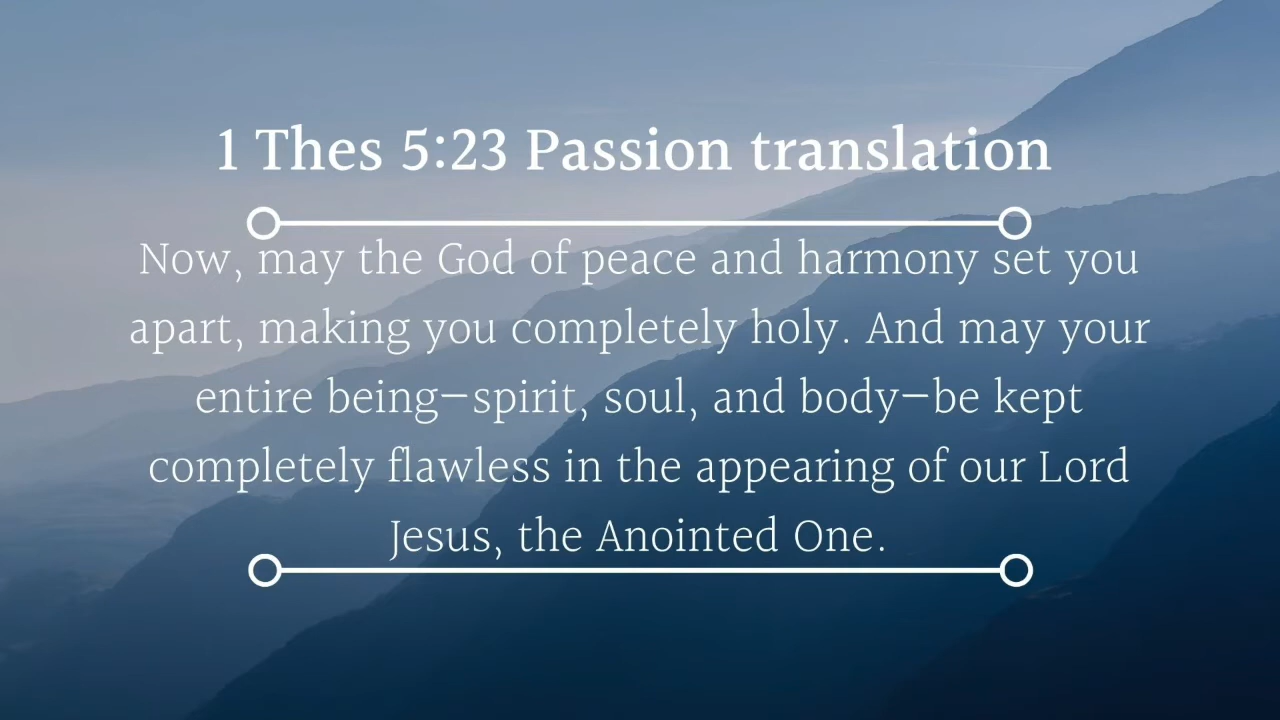 1 Thes 5:23 Passion translation
Now, may the God of peace and harmony set you
apart, making you completely holy. And may your
entire being—spirit, soul, and body—be kept
completely flawless in the appearing of our Lord
Jesus, the Anointed One.